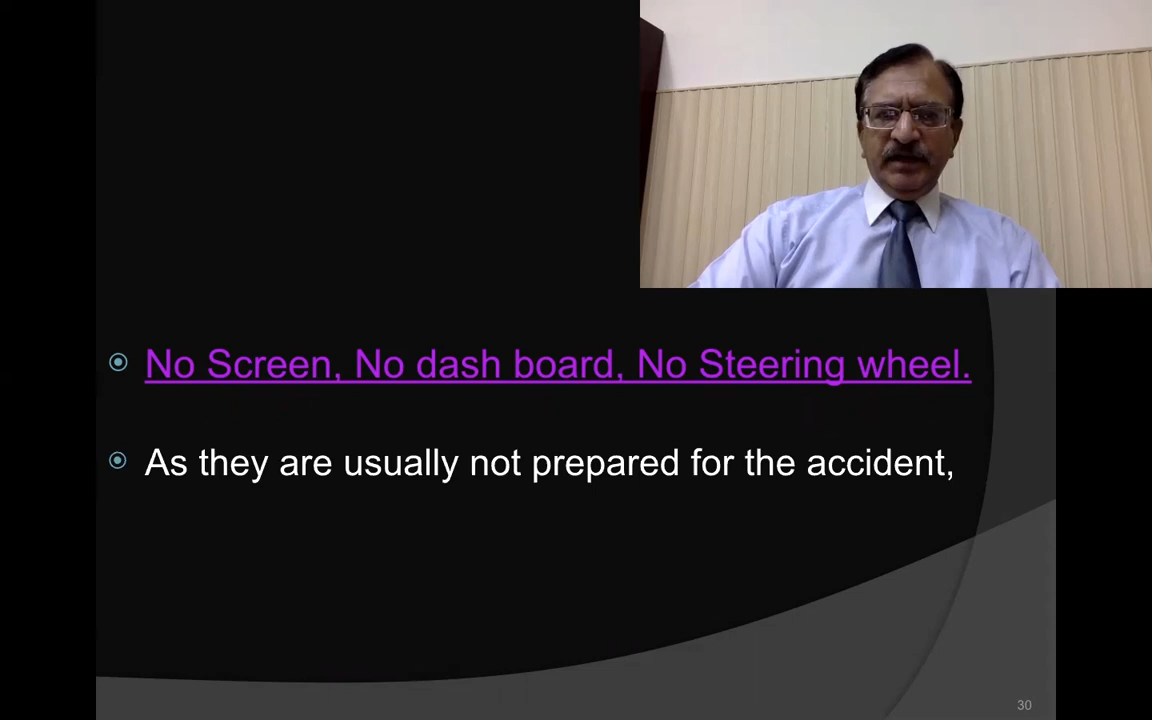 No Screen, No dash board, No Steering wheel.
As they are usually not prepared for the accident,
30